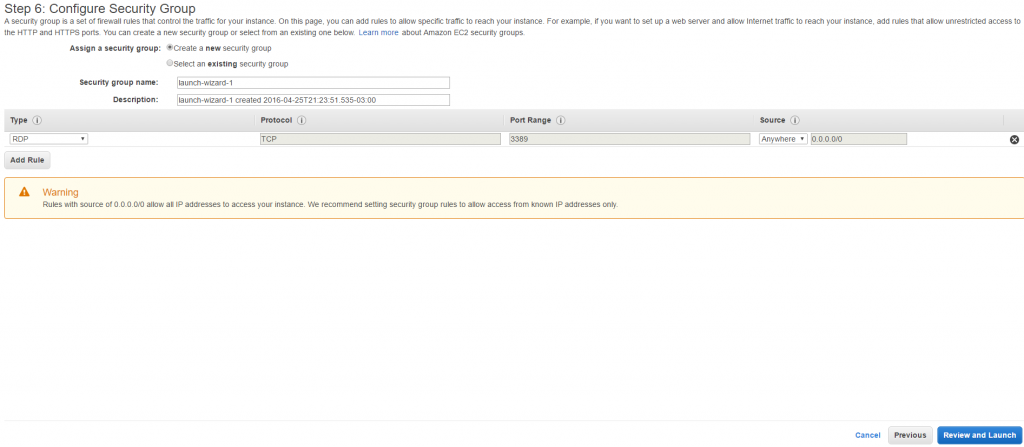 Step 6: Configure Security Group
A security group is a set of firewall rules that control the traffic for your instance. On this page, you can add rules to allow specific traffic to reach your instance. For example, if you want to set up a web server and allow Internet traffic to reach your instance, add rules that allow unrestricted access to
the HTTP and HTTPS ports. You can create a new security group or select from an existing one below. Learn more about Amazon EC2 security groups.
Assign a security group: Create a new security group
Select an existing security group
Security group name: launch-wizard-1
Description: launch-wizard-1 created 2016-04-25T21:23:51.535-03:00
Type i Protocol i Port Range i Source i
RDP TCP 3389 Anywhere 0.0.0.0/0
Add Rule
Warning
Rules with source of 0.0.0.0/0 allow all IP addresses to access your instance. We recommend setting security group rules to allow access from known IP addresses only.
Cancel Previous Review and Launch